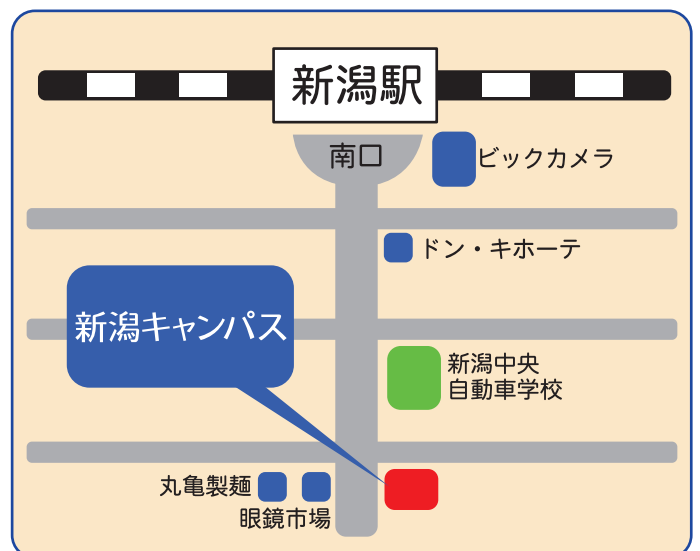 新潟駅
南口
ビックカメラ
ドン・キホーテ
新潟キャンパス
新潟中央
自動車学校
丸亀製麺
眼鏡市場